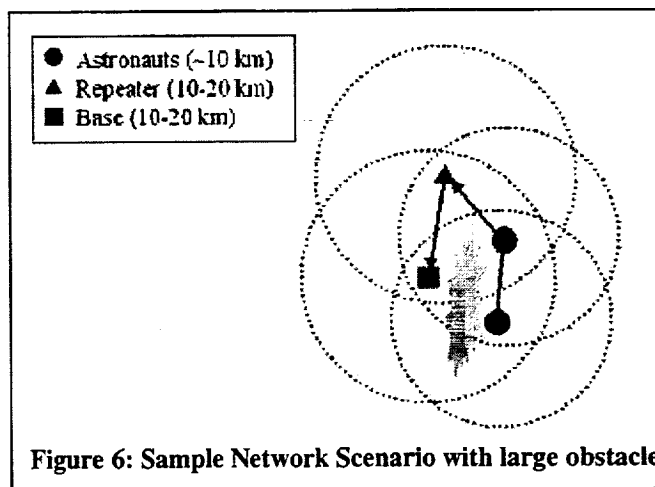 Astronauts (~10 km)
Repeater (10-20 km)
Base (10-20 km)
Figure 6: Sample Network Scenario with large obstacle